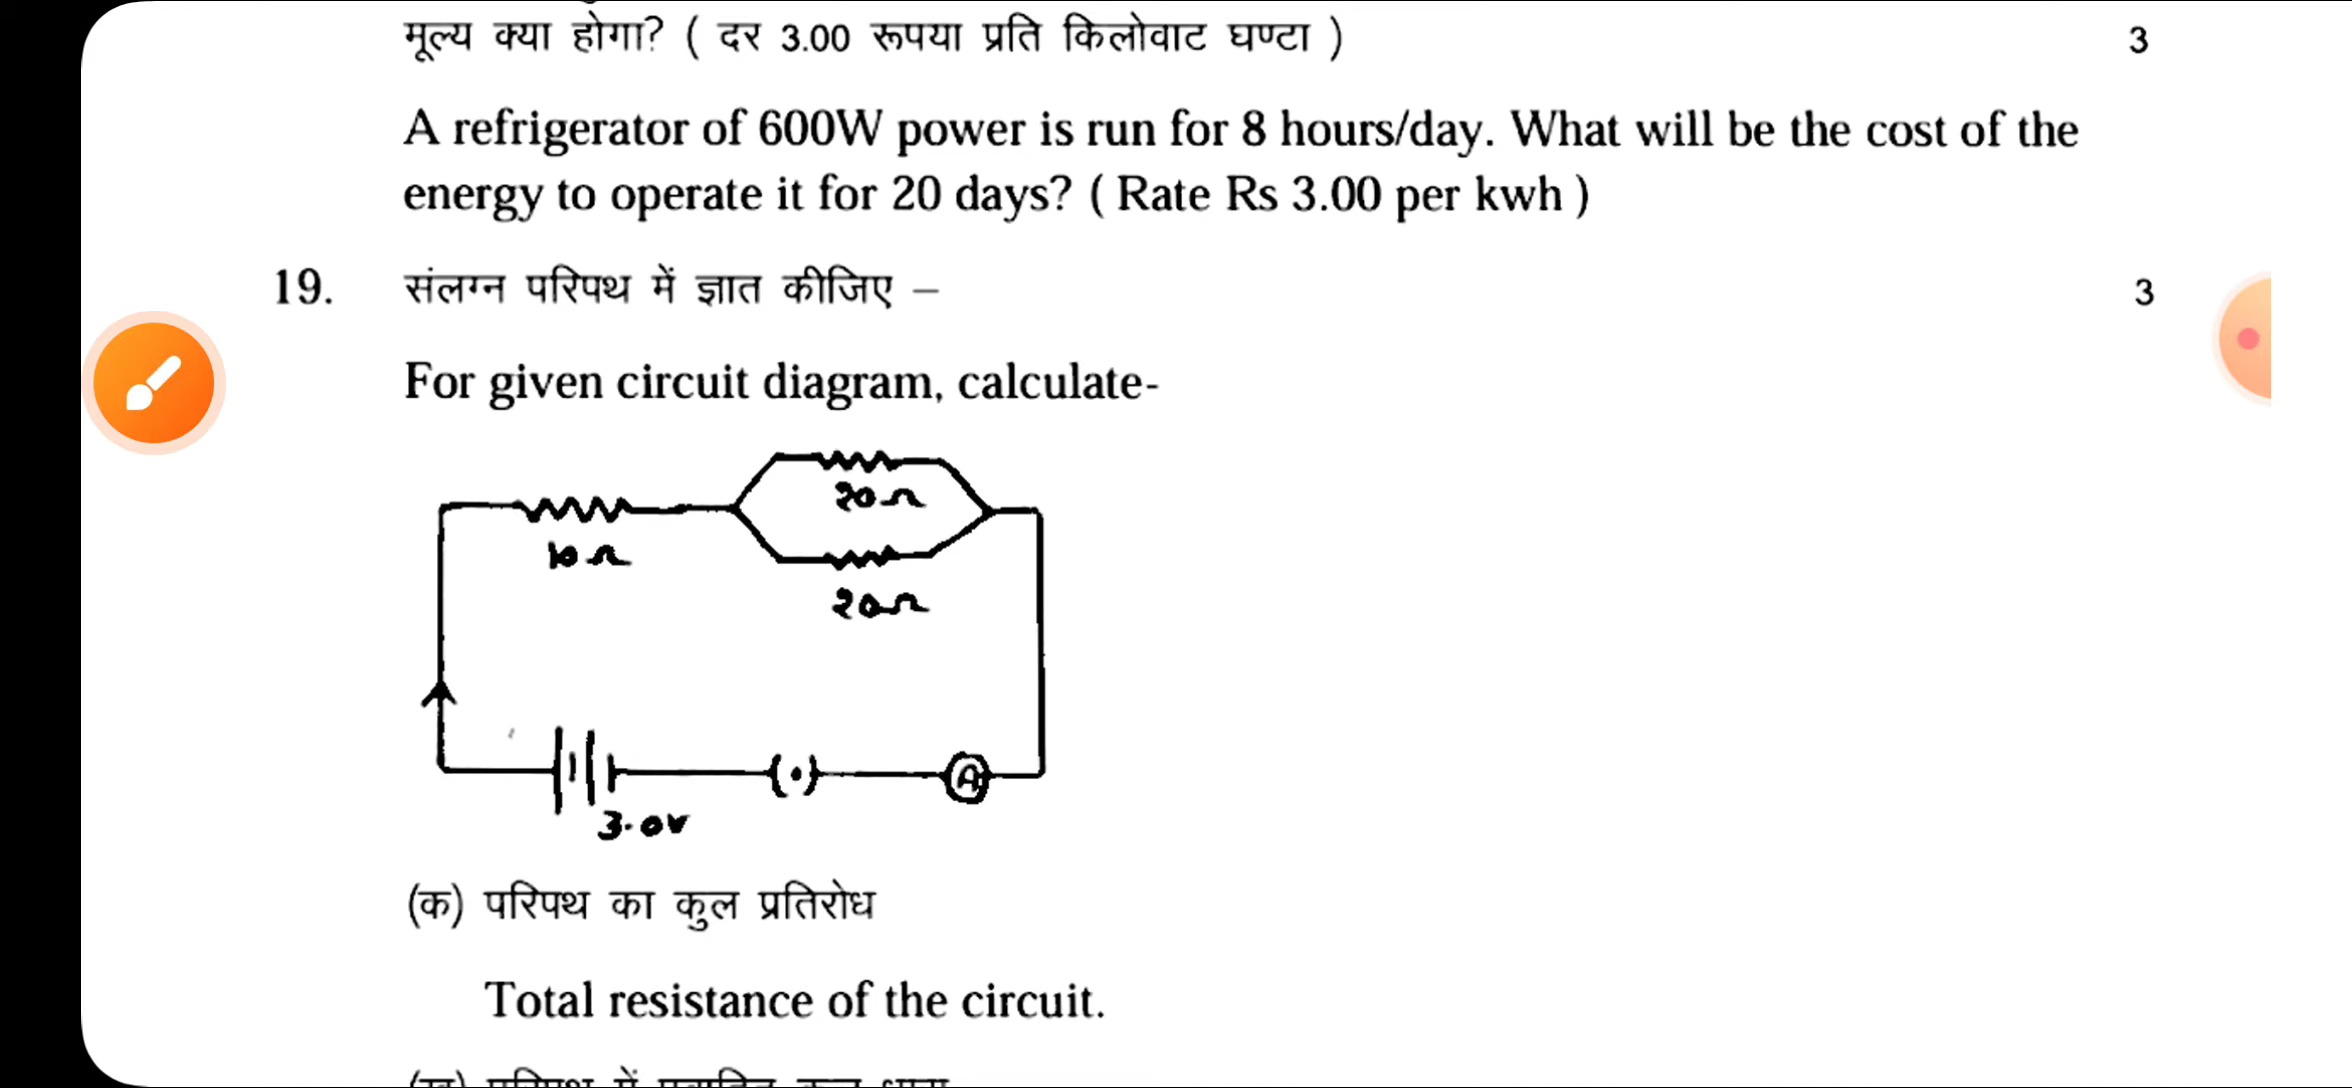 मूल्य क्या होगा? ( दर 3.00 रूपया प्रति किलोवाट घण्टा ) 3
A refrigerator of 600W power is run for 8 hours/day. What will be the cost of the
energy to operate it for 20 days? ( Rate Rs 3.00 per kwh )
19. संलग्न परिपथ में ज्ञात कीजिए – 3
For given circuit diagram, calculate-
20Ω
10Ω
20Ω
A
3.0V
(क) परिपथ का कुल प्रतिरोध
Total resistance of the circuit.